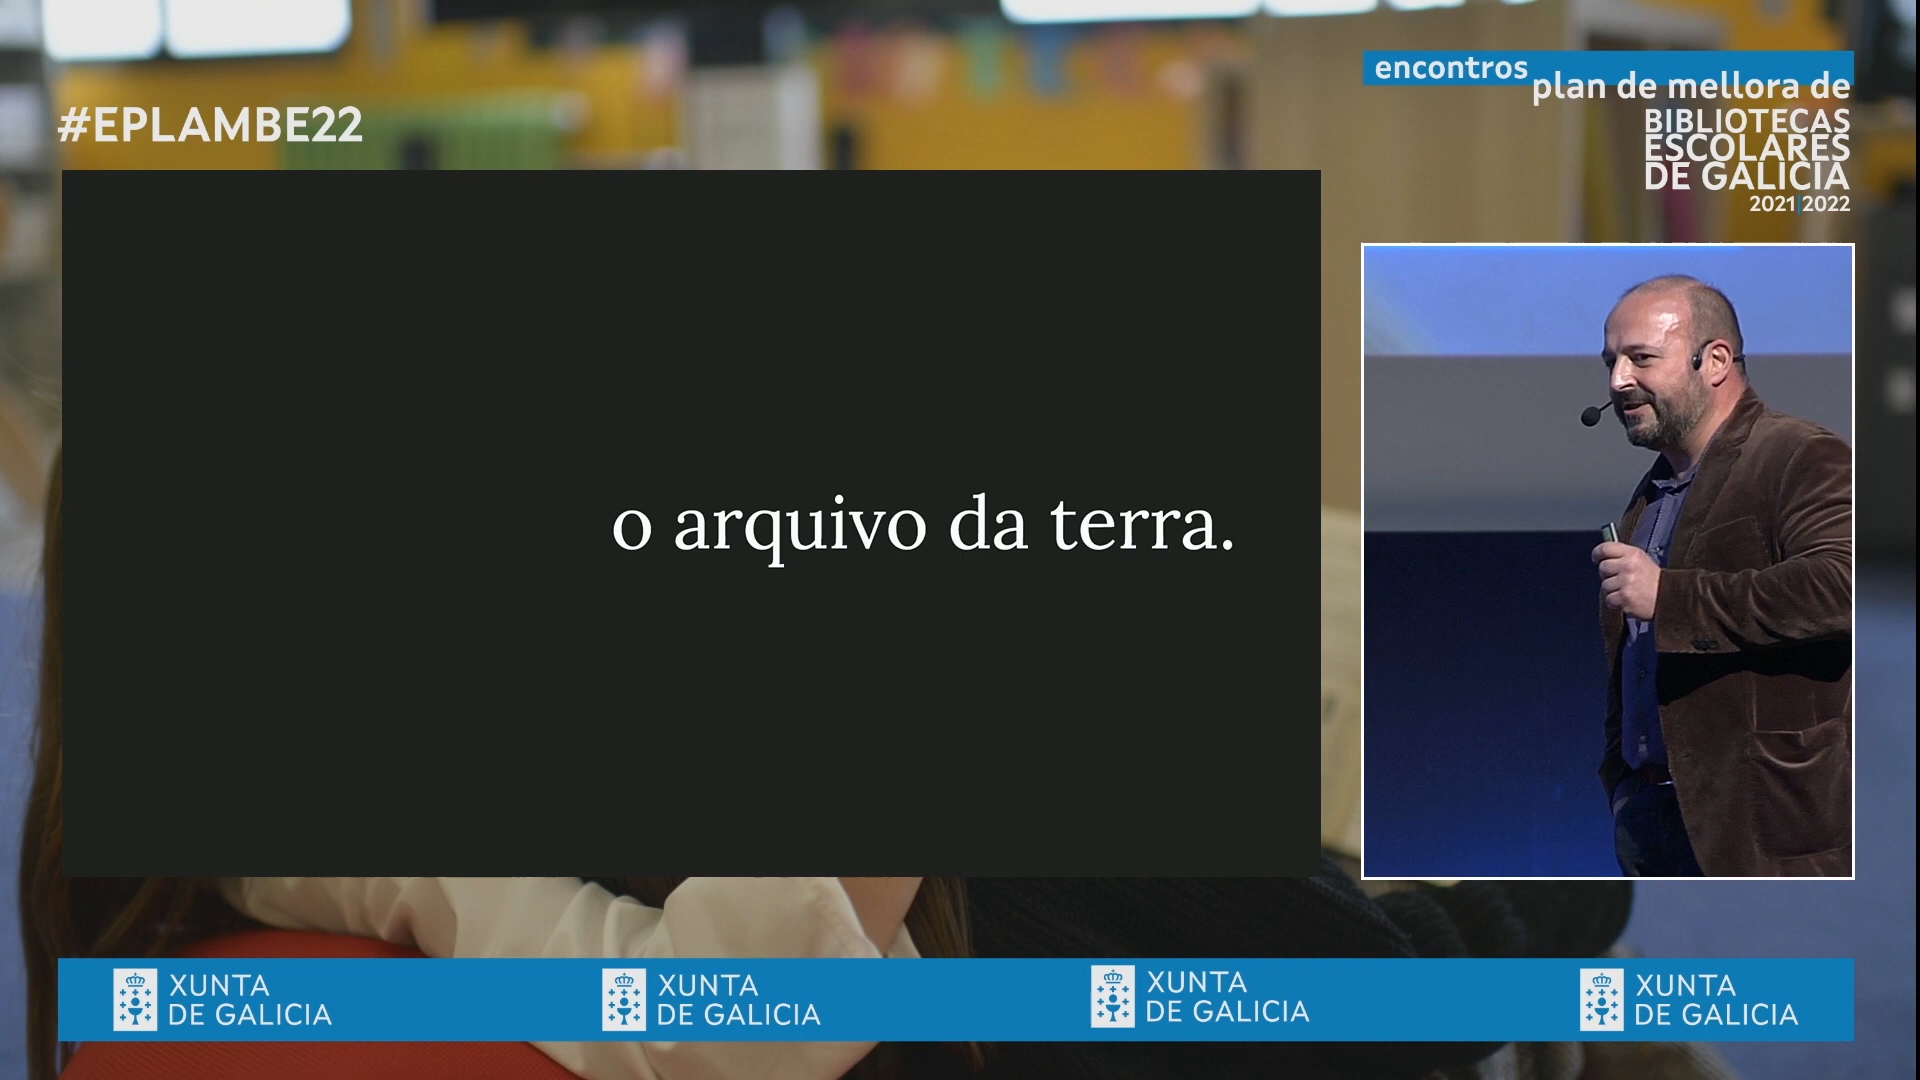 #EPLAMBE22
encontros
plan de mellora de
BIBLIOTECAS
ESCOLARES
DE GALICIA
2021|2022
o arquivo da terra.
XUNTA
DE GALICIA
XUNTA
DE GALICIA
XUNTA
DE GALICIA
XUNTA
DE GALICIA